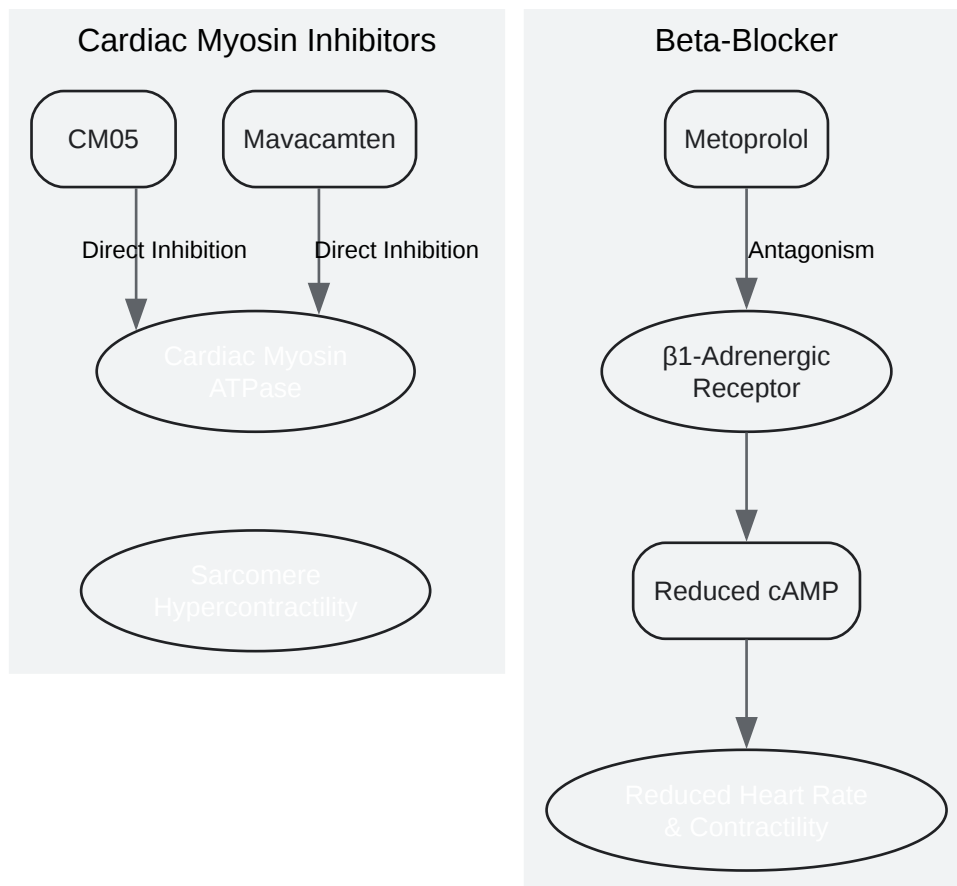 Cardiac Myosin Inhibitors
CM05
Mavacamten
Direct Inhibition
Direct Inhibition
Cardiac Myosin
ATPase
Sarcomere
Hypercontractility
Beta-Blocker
Metoprolol
Antagonism
β1-Adrenergic
Receptor
Reduced cAMP
Reduced Heart Rate
& Contractility